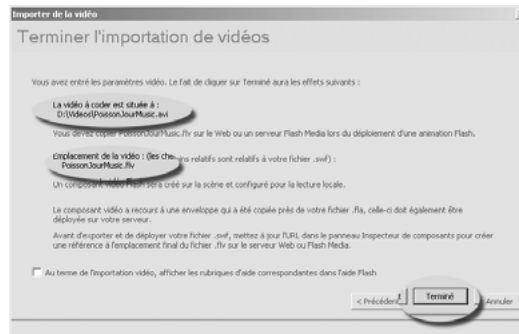 Importer de la vidéo
Terminer l'importation de vidéos
Vous avez entré les paramètres vidéo. Le fait de cliquer sur Terminé aura les effets suivants :
La vidéo à coder est située à :
D:\Videos\PoissonJourMusic.avi
Vous devez copier PoissonJourMusic.flv sur le Web ou un serveur Flash Media lors du déploiement d'une animation Flash.
Emplacement de la vidéo : (les che ins relatifs sont relatifs à votre fichier .swf) :
PoissonJourMusic.flv
Un composant vidéo Flash sera créé sur la scène et configuré pour la lecture locale.
Le composant vidéo a recours à une enveloppe qui a été copiée près de votre fichier .fla, celle-ci doit également être
déployée sur votre serveur.
Avant d'exporter et de déployer votre fichier .swf, mettez à jour l'URL dans le panneau Inspecteur de composants pour créer
une référence à l'emplacement final du fichier .flv sur le serveur Web ou Flash Media.
Au terme de l'importation vidéo, afficher les rubriques d'aide correspondantes dans l'aide Flash
< Précédent Terminé Annuler